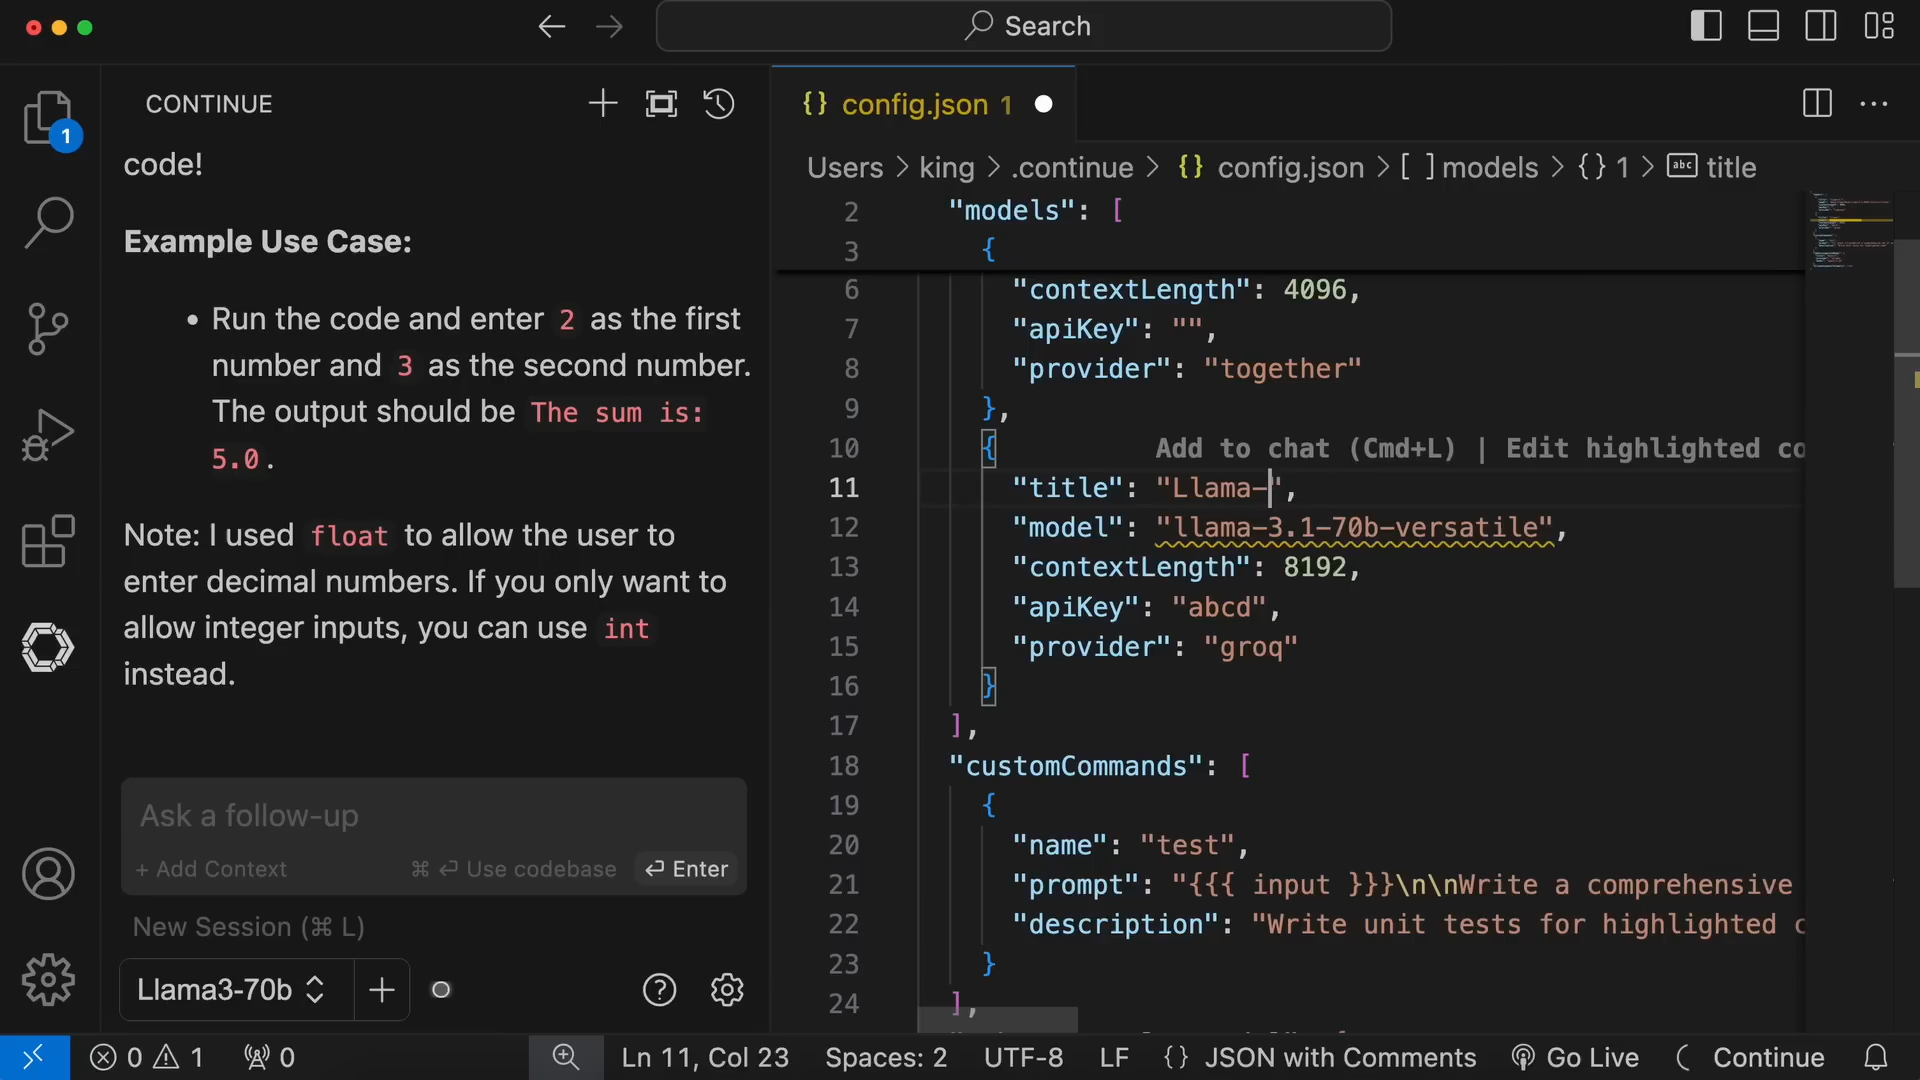 Search
1
CONTINUE
code!
Example Use Case:
• Run the code and enter 2 as the first
number and 3 as the second number.
The output should be The sum is:
5.0.
Note: I used float to allow the user to
enter decimal numbers. If you only want to
allow integer inputs, you can use int
instead.
Ask a follow-up
+ Add Context ⌘ ⏎ Use codebase ⏎ Enter
New Session (⌘ L)
Llama3-70b
{} config.json 1
Users > king > .continue > {} config.json > [ ] models > {} 1 > abc title
2 "models": [
3 {
6 "contextLength": 4096,
7 "apiKey": "",
8 "provider": "together"
9 },
10 { Add to chat (Cmd+L) | Edit highlighted co
11 "title": "Llama-",
12 "model": "llama-3.1-70b-versatile",
13 "contextLength": 8192,
14 "apiKey": "abcd",
15 "provider": "groq"
16 }
17 ],
18 "customCommands": [
19 {
20 "name": "test",
21 "prompt": "{{{ input }}}\n\nWrite a comprehensive
22 "description": "Write unit tests for highlighted c
23 }
24 ],
0 1 0 Ln 11, Col 23 Spaces: 2 UTF-8 LF {} JSON with Comments Go Live Continue